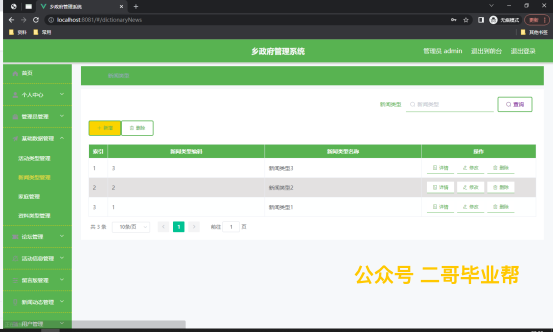 乡政府管理系统
localhost:8081/#/dictionaryNews
无痕模式
更新
资料
常用
其他书签
乡政府管理系统
管理员 admin 退出到前台 退出登录
首页
新闻类型
个人中心
新闻类型 新闻类型 查询
管理员管理
新增 删除
基础数据管理
索引 新闻类型编码 新闻类型名称 操作
活动类型管理
1 3 新闻类型3 详情 修改 删除
新闻类型管理
2 2 新闻类型2 详情 修改 删除
家庭管理
3 1 新闻类型1 详情 修改 删除
资料类型管理
共 3 条 10条/页 1 前往 1 页
论坛管理
活动信息管理
公众号 二哥毕业帮
留言版管理
新闻动态管理
用户管理